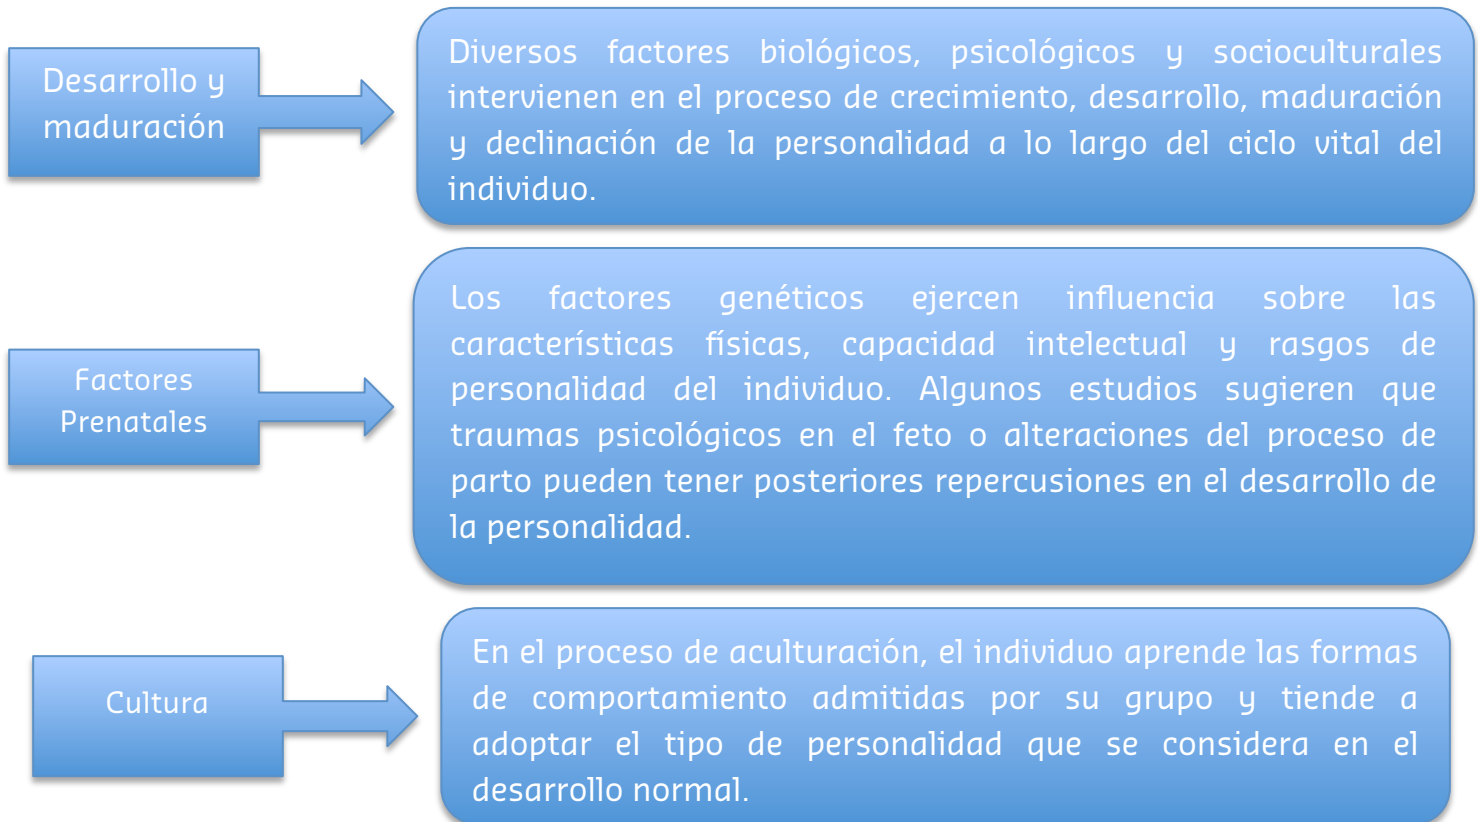 Desarrollo y
maduración
Diversos factores biológicos, psicológicos y socioculturales
intervienen en el proceso de crecimiento, desarrollo, maduración
y declinación de la personalidad a lo largo del ciclo vital del
individuo.
Factores
Prenatales
Los factores genéticos ejercen influencia sobre las
características físicas, capacidad intelectual y rasgos de
personalidad del individuo. Algunos estudios sugieren que
traumas psicológicos en el feto o alteraciones del proceso de
parto pueden tener posteriores repercusiones en el desarrollo de
la personalidad.
Cultura
En el proceso de aculturación, el individuo aprende las formas
de comportamiento admitidas por su grupo y tiende a
adoptar el tipo de personalidad que se considera en el
desarrollo normal.